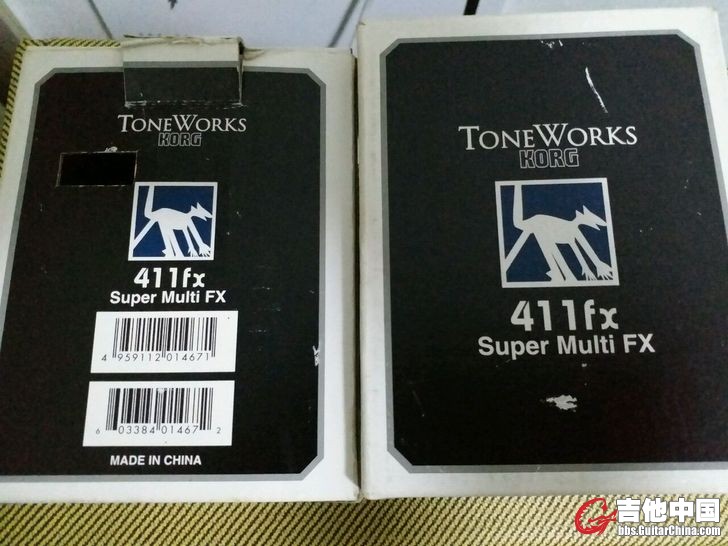 TONEWORKS
KORG
411fx
Super Multi FX
4 959112 014671
6 03384 01467 2
MADE IN CHINA
TONEWORKS
KORG
411fx
Super Multi FX
吉他中国
bbs.GuitarChina.com